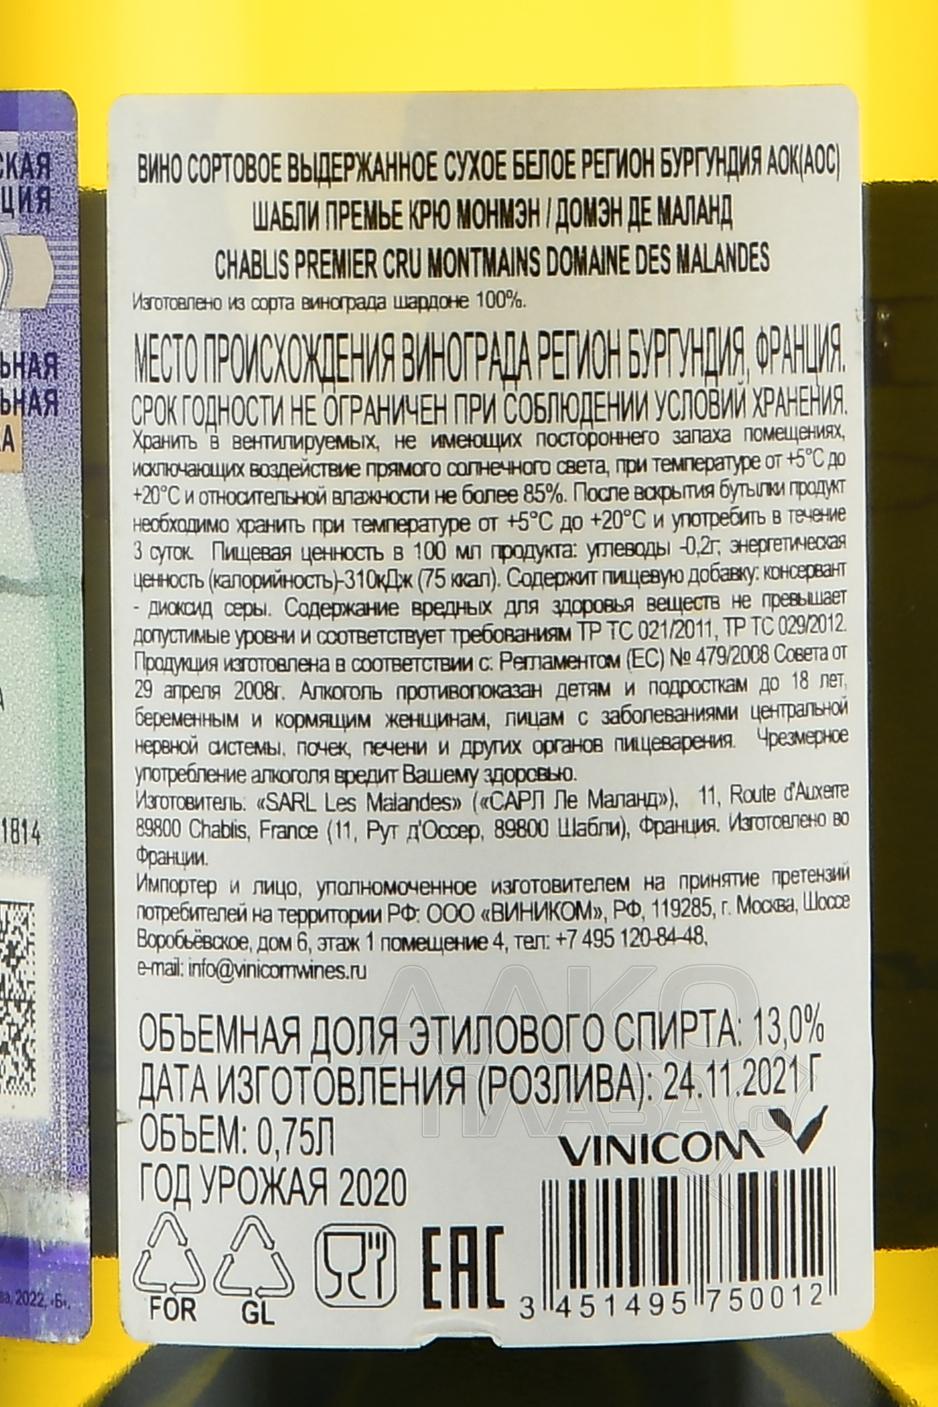 СКАЯ
ЦИЯ
ЬНАЯ
ЬНАЯ
КА
А
1814
ва, 2022, «Б».
ВИНО СОРТОВОЕ ВЫДЕРЖАННОЕ СУХОЕ БЕЛОЕ РЕГИОН БУРГУНДИЯ АОК(АОС)
ШАБЛИ ПРЕМЬЕ КРЮ МОНМЭН / ДОМЭН ДЕ МАЛАНД
CHABLIS PREMIER CRU MONTMAINS DOMAINE DES MALANDES
Изготовлено из сорта винограда шардоне 100%.
МЕСТО ПРОИСХОЖДЕНИЯ ВИНОГРАДА РЕГИОН БУРГУНДИЯ, ФРАНЦИЯ.
СРОК ГОДНОСТИ НЕ ОГРАНИЧЕН ПРИ СОБЛЮДЕНИИ УСЛОВИЙ ХРАНЕНИЯ.
Хранить в вентилируемых, не имеющих постороннего запаха помещениях,
исключающих воздействие прямого солнечного света, при температуре от +5°С до
+20°С и относительной влажности не более 85%. После вскрытия бутылки продукт
необходимо хранить при температуре от +5°С до +20°С и употребить в течение
3 суток. Пищевая ценность в 100 мл продукта: углеводы -0,2г, энергетическая
ценность (калорийность)-310кДж (75 ккал). Содержит пищевую добавку: консервант
- диоксид серы. Содержание вредных для здоровья веществ не превышает
допустимые уровни и соответствует требованиям ТР ТС 021/2011, ТР ТС 029/2012.
Продукция изготовлена в соответствии с: Регламентом (ЕС) № 479/2008 Совета от
29 апреля 2008г. Алкоголь противопоказан детям и подросткам до 18 лет,
беременным и кормящим женщинам, лицам с заболеваниями центральной
нервной системы, почек, печени и других органов пищеварения. Чрезмерное
употребление алкоголя вредит Вашему здоровью.
Изготовитель: «SARL Les Malandes» («САРЛ Ле Маланд»), 11, Route d'Auxerre
89800 Chablis, France (11, Рут д'Оссер, 89800 Шабли), Франция. Изготовлено во
Франции.
Импортер и лицо, уполномоченное изготовителем на принятие претензий
потребителей на территории РФ: ООО «ВИНИКОМ», РФ, 119285, г. Москва, Шоссе
Воробьёвское, дом 6, этаж 1 помещение 4, тел: +7 495 120-84-48,
e-mail: info@vinicomwines.ru
ОБЪЕМНАЯ ДОЛЯ ЭТИЛОВОГО СПИРТА: 13,0%
ДАТА ИЗГОТОВЛЕНИЯ (РОЗЛИВА): 24.11.2021 Г
ОБЪЕМ: 0,75Л
ГОД УРОЖАЯ 2020
VINICOM
FOR
GL
EAC
3 451495 750012
АЛКО
ПЛАЗА